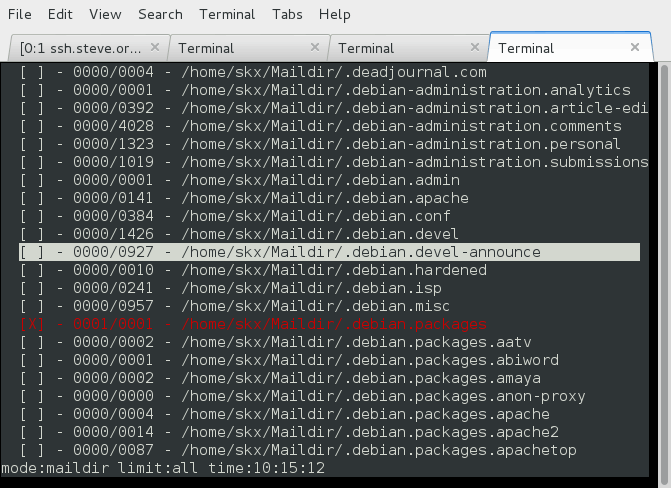 File Edit View Search Terminal Tabs Help
[0:1 ssh.steve.or... × Terminal × Terminal × Terminal ×
[ ] - 0000/0004 - /home/skx/Maildir/.deadjournal.com
[ ] - 0000/0001 - /home/skx/Maildir/.debian-administration.analytics
[ ] - 0000/0392 - /home/skx/Maildir/.debian-administration.article-edi
[ ] - 0000/4028 - /home/skx/Maildir/.debian-administration.comments
[ ] - 0000/1323 - /home/skx/Maildir/.debian-administration.personal
[ ] - 0000/1019 - /home/skx/Maildir/.debian-administration.submissions
[ ] - 0000/0001 - /home/skx/Maildir/.debian.admin
[ ] - 0000/0141 - /home/skx/Maildir/.debian.apache
[ ] - 0000/0384 - /home/skx/Maildir/.debian.conf
[ ] - 0000/1426 - /home/skx/Maildir/.debian.devel
[ ] - 0000/0927 - /home/skx/Maildir/.debian.devel-announce
[ ] - 0000/0010 - /home/skx/Maildir/.debian.hardened
[ ] - 0000/0241 - /home/skx/Maildir/.debian.isp
[ ] - 0000/0957 - /home/skx/Maildir/.debian.misc
[X] - 0001/0001 - /home/skx/Maildir/.debian.packages
[ ] - 0000/0002 - /home/skx/Maildir/.debian.packages.aatv
[ ] - 0000/0001 - /home/skx/Maildir/.debian.packages.abiword
[ ] - 0000/0002 - /home/skx/Maildir/.debian.packages.amaya
[ ] - 0000/0000 - /home/skx/Maildir/.debian.packages.anon-proxy
[ ] - 0000/0004 - /home/skx/Maildir/.debian.packages.apache
[ ] - 0000/0014 - /home/skx/Maildir/.debian.packages.apache2
[ ] - 0000/0087 - /home/skx/Maildir/.debian.packages.apachetop
mode:maildir limit:all time:10:15:12